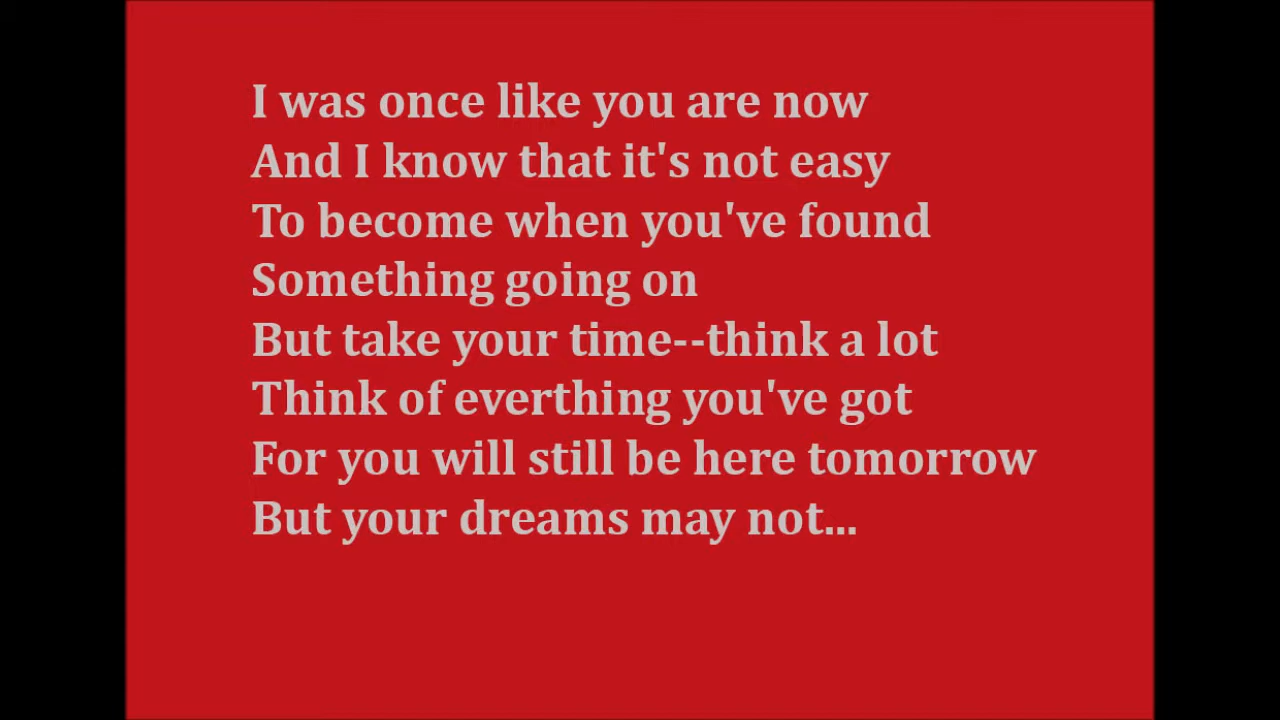 I was once like you are now
And I know that it's not easy
To become when you've found
Something going on
But take your time--think a lot
Think of everthing you've got
For you will still be here tomorrow
But your dreams may not...